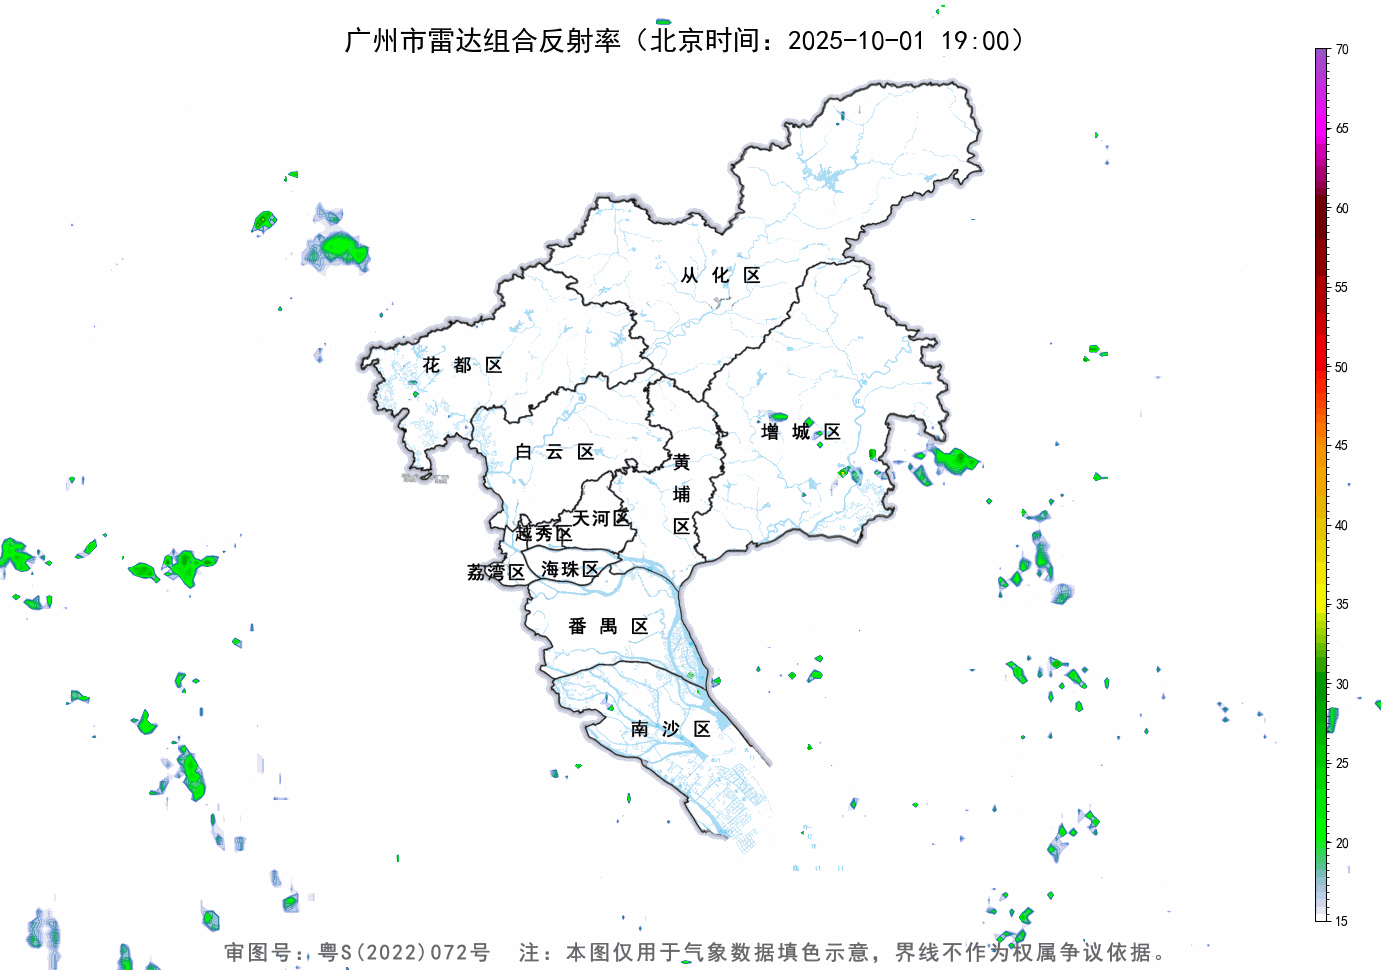 广州市雷达组合反射率（北京时间：2025-10-01 19:00）
70
65
60
55
50
45
40
35
30
25
20
15
从化区
花都区
增城区
白云区
黄埔区
天河区
越秀区
荔湾区
海珠区
番禺区
南沙区
审图号：粤S(2022)072号 注：本图仅用于气象数据填色示意，界线不作为权属争议依据。